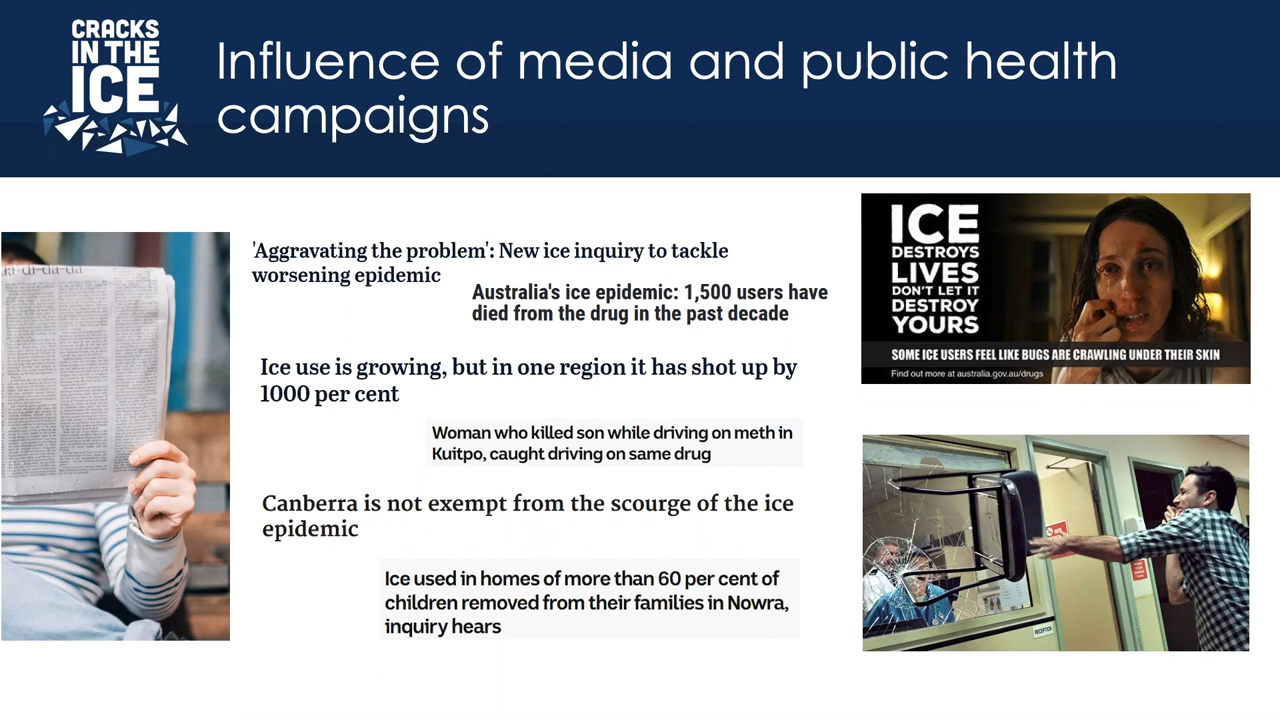 CRACKS
IN THE
ICE
Influence of media and public health
campaigns
da-di-da-da
'Aggravating the problem': New ice inquiry to tackle
worsening epidemic
Australia's ice epidemic: 1,500 users have
died from the drug in the past decade
Ice use is growing, but in one region it has shot up by
1000 per cent
Woman who killed son while driving on meth in
Kuitpo, caught driving on same drug
Canberra is not exempt from the scourge of the ice
epidemic
Ice used in homes of more than 60 per cent of
children removed from their families in Nowra,
inquiry hears
ICE
DESTROYS
LIVES
DON'T LET IT
DESTROY
YOURS
SOME ICE USERS FEEL LIKE BUGS ARE CRAWLING UNDER THEIR SKIN
Find out more at australia.gov.au/drugs
RECEPTION